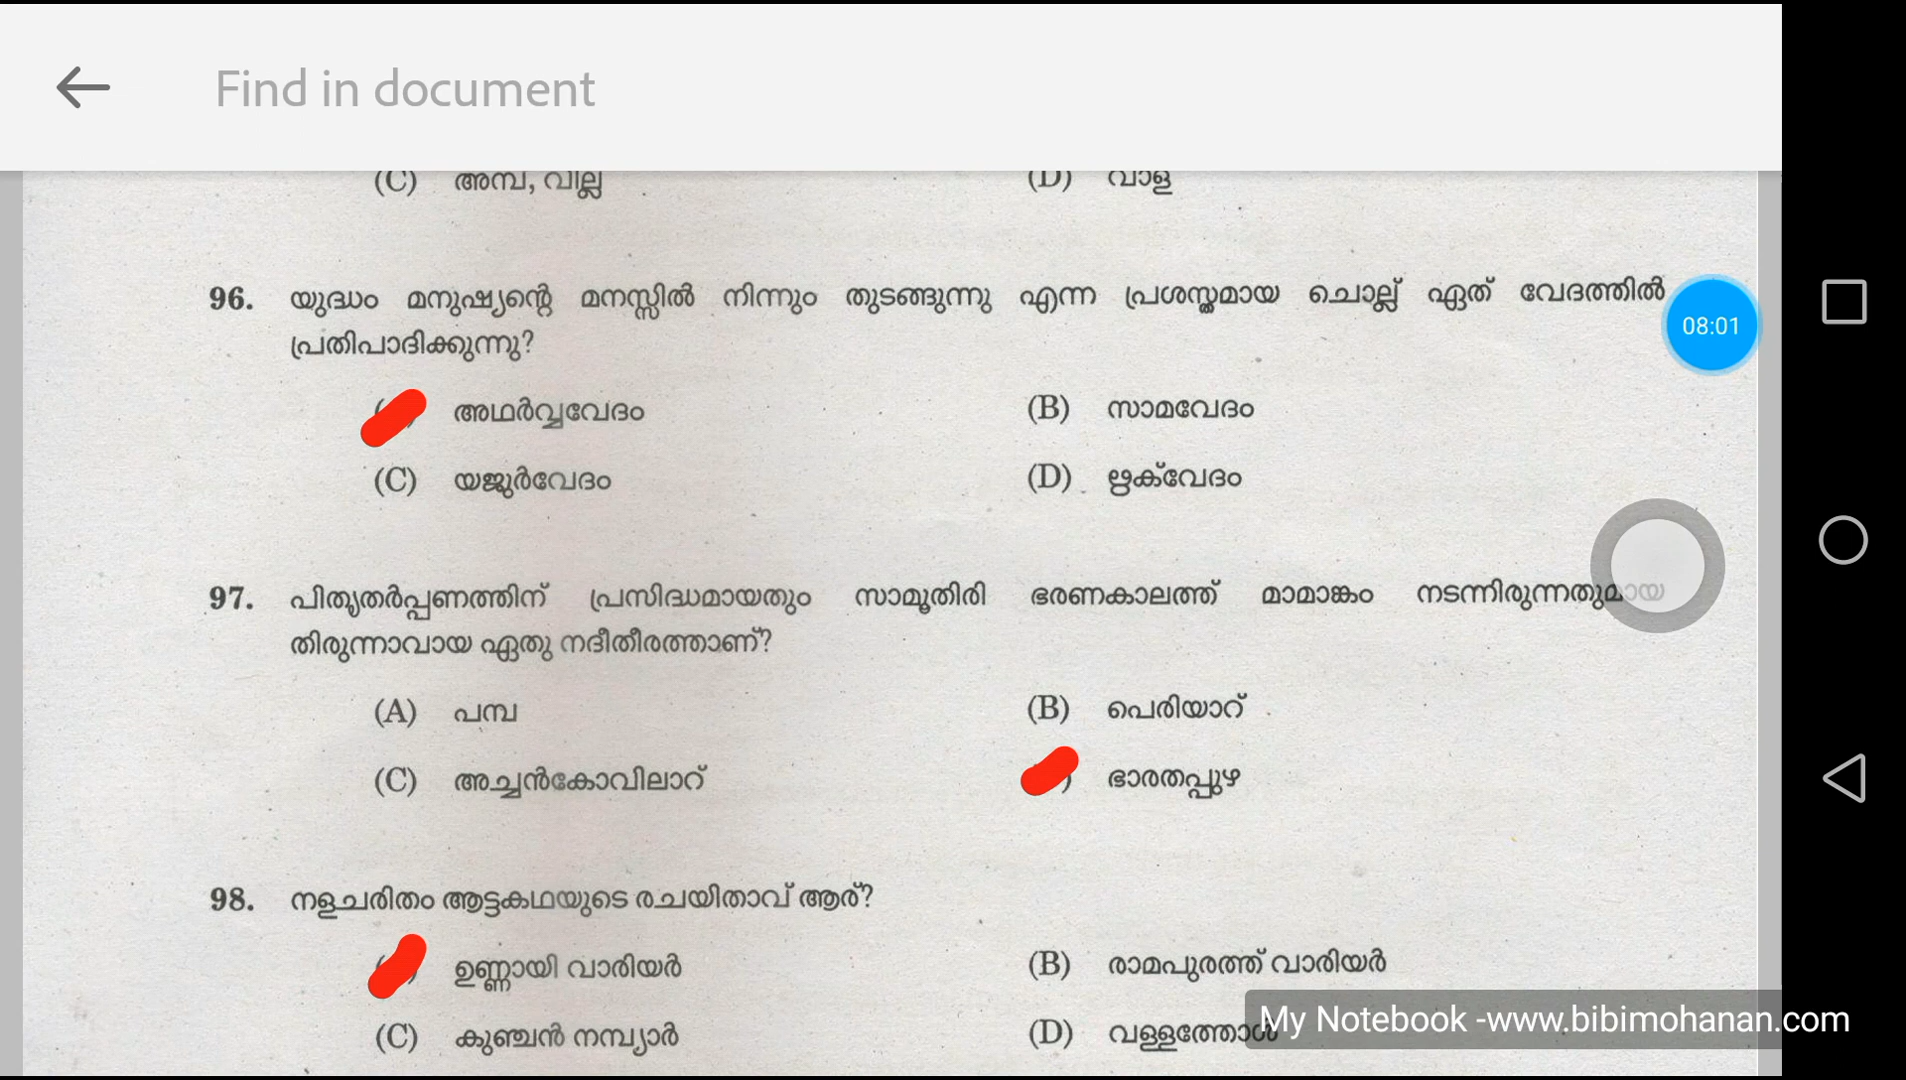 Find in document
(C) അമ്പ്, വില്ല് (D) വാള്
96. യുദ്ധം മനുഷ്യന്റെ മനസ്സിൽ നിന്നും തുടങ്ങുന്നു എന്ന പ്രശസ്തമായ ചൊല്ല് ഏത് വേദത്തിൽ
08:01
പ്രതിപാദിക്കുന്നു?
അഥർവ്വവേദം (B) സാമവേദം
(C) യജുർവേദം (D) ഋക്‌വേദം
97. പിതൃതർപ്പണത്തിന് പ്രസിദ്ധമായതും സാമൂതിരി ഭരണകാലത്ത് മാമാങ്കം നടന്നിരുന്നതുമായ
തിരുന്നാവായ ഏതു നദീതീരത്താണ്?
(A) പമ്പ (B) പെരിയാറ്
(C) അച്ചൻകോവിലാറ് ഭാരതപ്പുഴ
98. നളചരിതം ആട്ടകഥയുടെ രചയിതാവ് ആര്?
ഉണ്ണായി വാരിയർ (B) രാമപുരത്ത് വാരിയർ
(C) കുഞ്ചൻ നമ്പ്യാർ (D) വള്ളത്തോൾ
My Notebook -www.bibimohanan.com